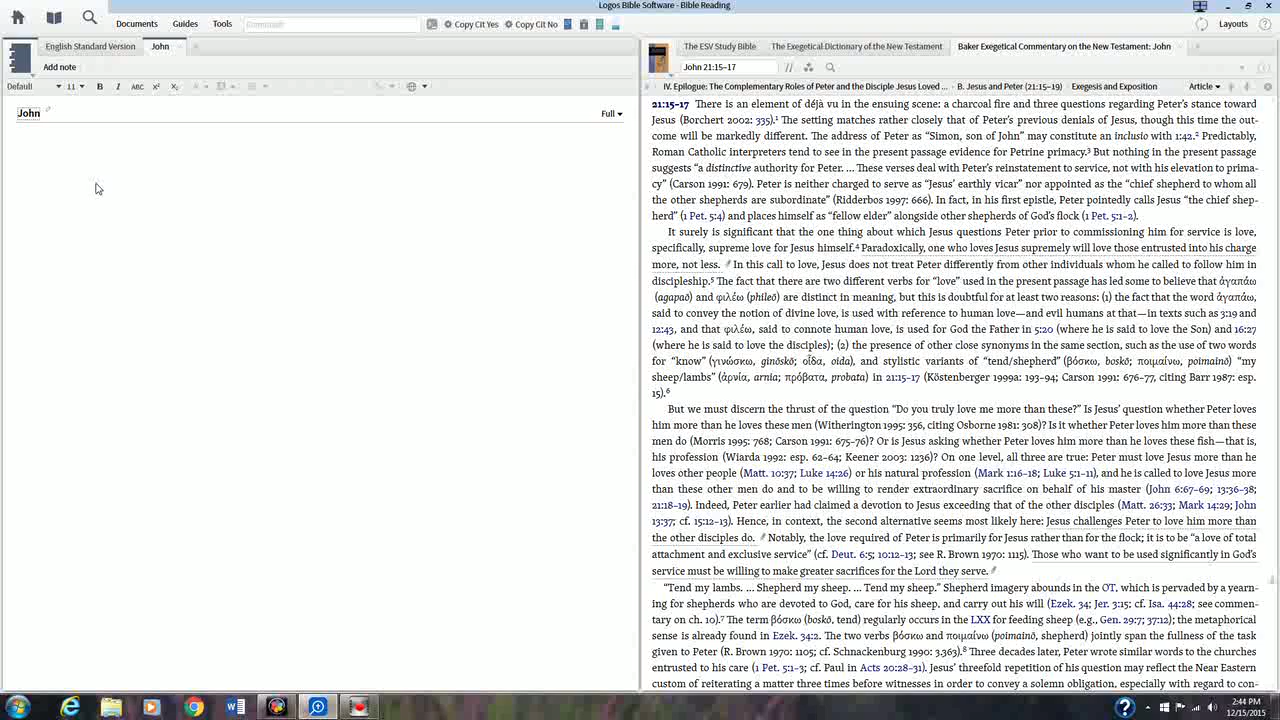 Logos Bible Software - Bible Reading
Documents Guides Tools Command Copy Cit Yes Copy Cit No Layouts
English Standard Version John
Add note
Default 11 B I ABC X² X₂
John Full
The ESV Study Bible The Exegetical Dictionary of the New Testament Baker Exegetical Commentary on the New Testament: John
John 21:15–17
IV. Epilogue: The Complementary Roles of Peter and the Disciple Jesus Loved ... B. Jesus and Peter (21:15–19) Exegesis and Exposition Article
21:15–17 There is an element of déjà vu in the ensuing scene: a charcoal fire and three questions regarding Peter’s stance toward
Jesus (Borchert 2002: 335).¹ The setting matches rather closely that of Peter’s previous denials of Jesus, though this time the out-
come will be markedly different. The address of Peter as “Simon, son of John” may constitute an inclusio with 1:42.² Predictably,
Roman Catholic interpreters tend to see in the present passage evidence for Petrine primacy.³ But nothing in the present passage
suggests “a distinctive authority for Peter. … These verses deal with Peter’s reinstatement to service, not with his elevation to prima-
cy” (Carson 1991: 679). Peter is neither charged to serve as “Jesus’ earthly vicar” nor appointed as the “chief shepherd to whom all
the other shepherds are subordinate” (Ridderbos 1997: 666). In fact, in his first epistle, Peter pointedly calls Jesus “the chief shep-
herd” (1 Pet. 5:4) and places himself as “fellow elder” alongside other shepherds of God’s flock (1 Pet. 5:1–2).
It surely is significant that the one thing about which Jesus questions Peter prior to commissioning him for service is love,
specifically, supreme love for Jesus himself.⁴ Paradoxically, one who loves Jesus supremely will love those entrusted into his charge
more, not less. In this call to love, Jesus does not treat Peter differently from other individuals whom he called to follow him in
discipleship.⁵ The fact that there are two different verbs for “love” used in the present passage has led some to believe that ἀγαπάω
(agapaō) and φιλέω (phileō) are distinct in meaning, but this is doubtful for at least two reasons: (1) the fact that the word ἀγαπάω,
said to convey the notion of divine love, is used with reference to human love—and evil humans at that—in texts such as 3:19 and
12:43, and that φιλέω, said to connote human love, is used for God the Father in 5:20 (where he is said to love the Son) and 16:27
(where he is said to love the disciples); (2) the presence of other close synonyms in the same section, such as the use of two words
for “know” (γινώσκω, ginōskō; οἶδα, oida), and stylistic variants of “tend/shepherd” (βόσκω, boskō; ποιμαίνω, poimainō) “my
sheep/lambs” (ἀρνία, arnia; πρόβατα, probata) in 21:15–17 (Köstenberger 1999a: 193–94; Carson 1991: 676–77, citing Barr 1987: esp.
15).⁶
But we must discern the thrust of the question “Do you truly love me more than these?” Is Jesus’ question whether Peter loves
him more than he loves these men (Witherington 1995: 356, citing Osborne 1981: 308)? Is it whether Peter loves him more than these
men do (Morris 1995: 768; Carson 1991: 675–76)? Or is Jesus asking whether Peter loves him more than he loves these fish—that is,
his profession (Wiarda 1992: esp. 62–64; Keener 2003: 1236)? On one level, all three are true: Peter must love Jesus more than he
loves other people (Matt. 10:37; Luke 14:26) or his natural profession (Mark 1:16–18; Luke 5:1–11), and he is called to love Jesus more
than these other men do and to be willing to render extraordinary sacrifice on behalf of his master (John 6:67–69; 13:36–38;
21:18–19). Indeed, Peter earlier had claimed a devotion to Jesus exceeding that of the other disciples (Matt. 26:33; Mark 14:29; John
13:37; cf. 15:12–13). Hence, in context, the second alternative seems most likely here: Jesus challenges Peter to love him more than
the other disciples do. Notably, the love required of Peter is primarily for Jesus rather than for the flock; it is to be “a love of total
attachment and exclusive service” (cf. Deut. 6:5; 10:12–13; see R. Brown 1970: 1115). Those who want to be used significantly in God’s
service must be willing to make greater sacrifices for the Lord they serve.
“Tend my lambs. … Shepherd my sheep. … Tend my sheep.” Shepherd imagery abounds in the OT, which is pervaded by a yearn-
ing for shepherds who are devoted to God, care for his sheep, and carry out his will (Ezek. 34; Jer. 3:15; cf. Isa. 44:28; see commen-
tary on ch. 10).⁷ The term βόσκω (boskō, tend) regularly occurs in the LXX for feeding sheep (e.g., Gen. 29:7; 37:12); the metaphorical
sense is already found in Ezek. 34:2. The two verbs βόσκω and ποιμαίνω (poimainō, shepherd) jointly span the fullness of the task
given to Peter (R. Brown 1970: 1105; cf. Schnackenburg 1990: 3.363).⁸ Three decades later, Peter wrote similar words to the churches
entrusted to his care (1 Pet. 5:1–3; cf. Paul in Acts 20:28–31). Jesus’ threefold repetition of his question may reflect the Near Eastern
custom of reiterating a matter three times before witnesses in order to convey a solemn obligation, especially with regard to con-
2:44 PM
12/15/2015